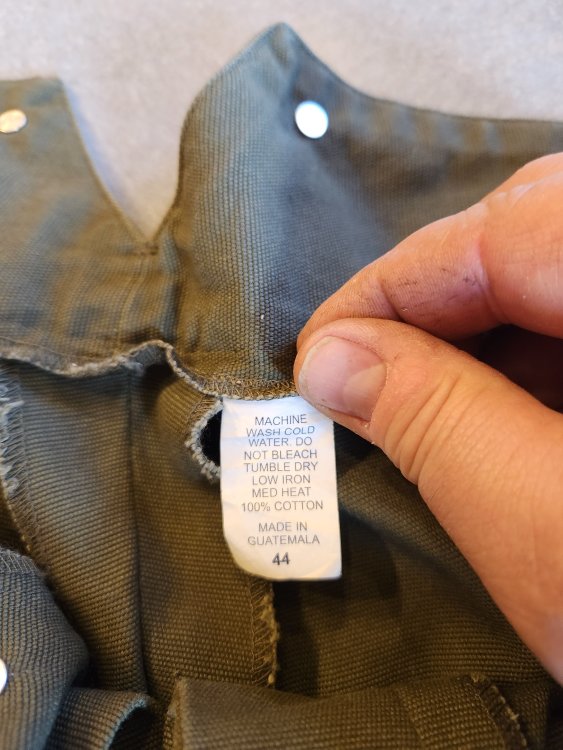 MACHINE
WASH COLD
WATER. DO
NOT BLEACH
TUMBLE DRY
LOW IRON
MED HEAT
100% COTTON
MADE IN
GUATEMALA
44